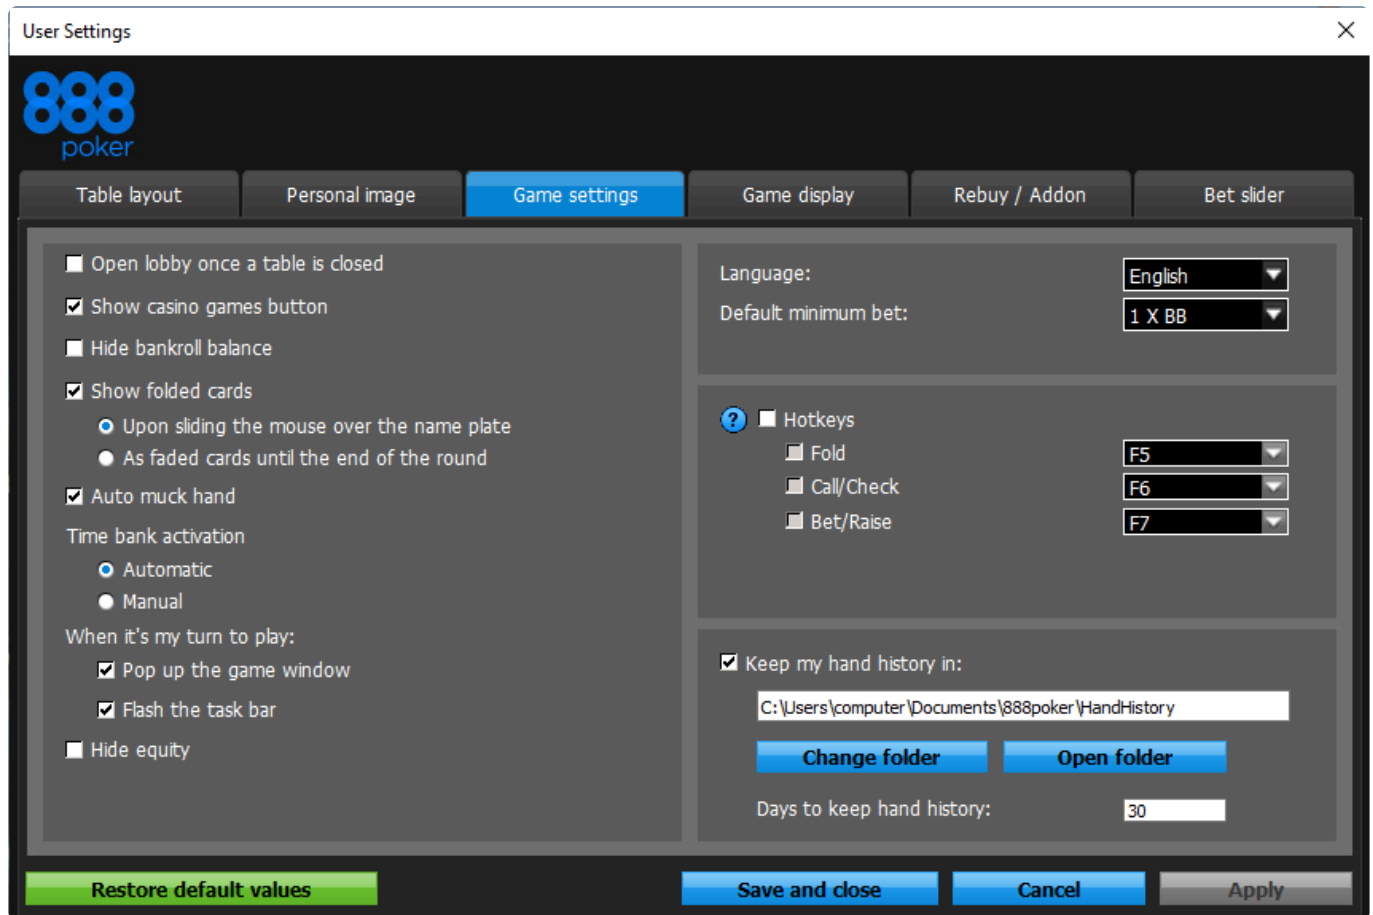 User Settings
888
poker
Table layout
Personal image
Game settings
Game display
Rebuy / Addon
Bet slider
Open lobby once a table is closed
Show casino games button
Hide bankroll balance
Show folded cards
Upon sliding the mouse over the name plate
As faded cards until the end of the round
Auto muck hand
Time bank activation
Automatic
Manual
When it's my turn to play:
Pop up the game window
Flash the task bar
Hide equity
Language:
English
Default minimum bet:
1 X BB
? Hotkeys
Fold
F5
Call/Check
F6
Bet/Raise
F7
Keep my hand history in:
C:\Users\computer\Documents\888poker\HandHistory
Change folder
Open folder
Days to keep hand history:
30
Restore default values
Save and close
Cancel
Apply